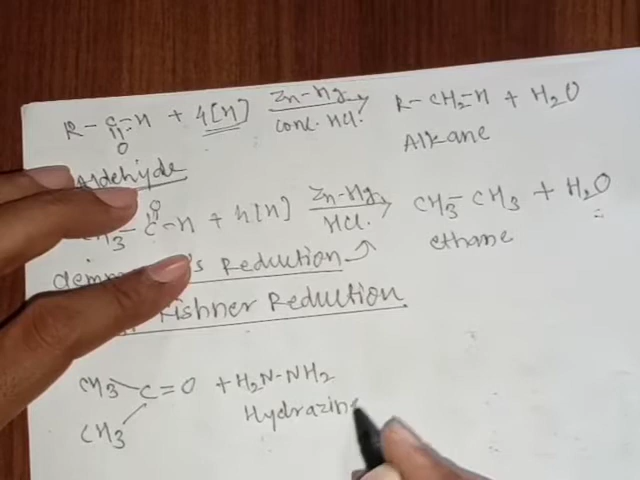 R-C-H + 4[H] Zn-Hg conc. HCl. R-CH2-H + H2O
O
Alkane
Aldehyde
O
CH3-C-H + 4[H] Zn-Hg HCl. CH3-CH3 + H2O
's Reduction
ethane
Kishner Reduction
CH3 C=O + H2N-NH2
CH3
Hydrazine